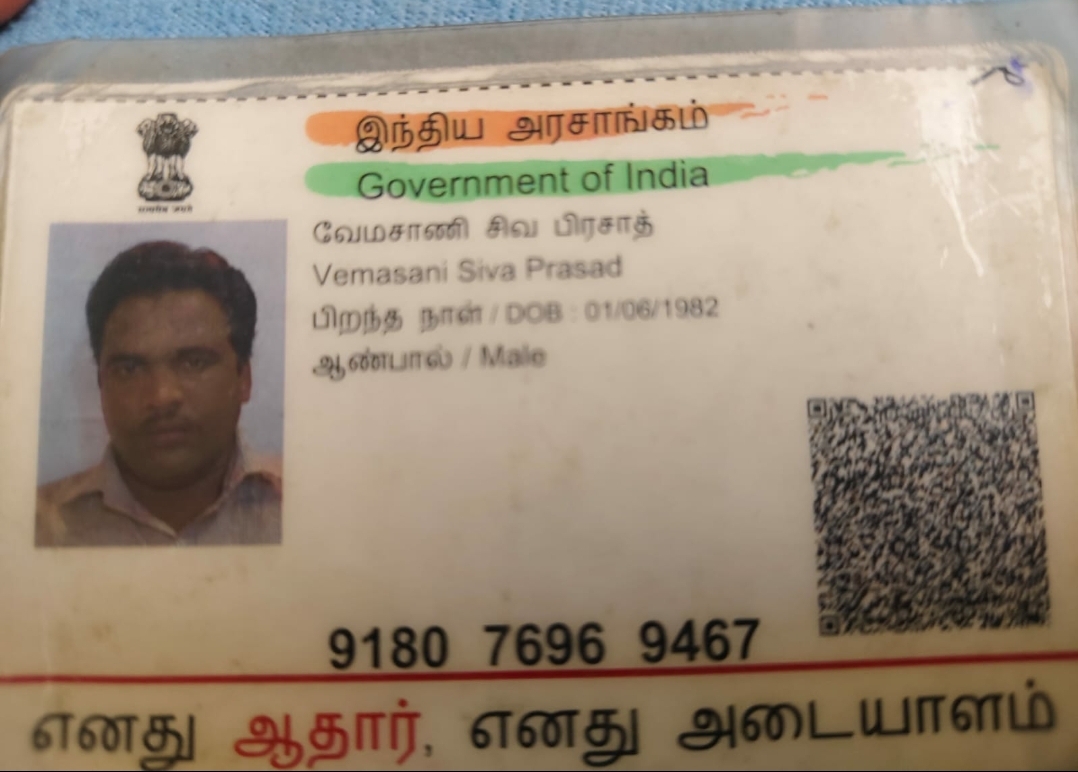 இந்திய அரசாங்கம்
Government of India
வேமசாணி சிவ பிரசாத்
Vemasani Siva Prasad
பிறந்த நாள் / DOB : 01/06/1982
ஆண்பால் / Male
9180 7696 9467
எனது ஆதார், எனது அடையாளம்